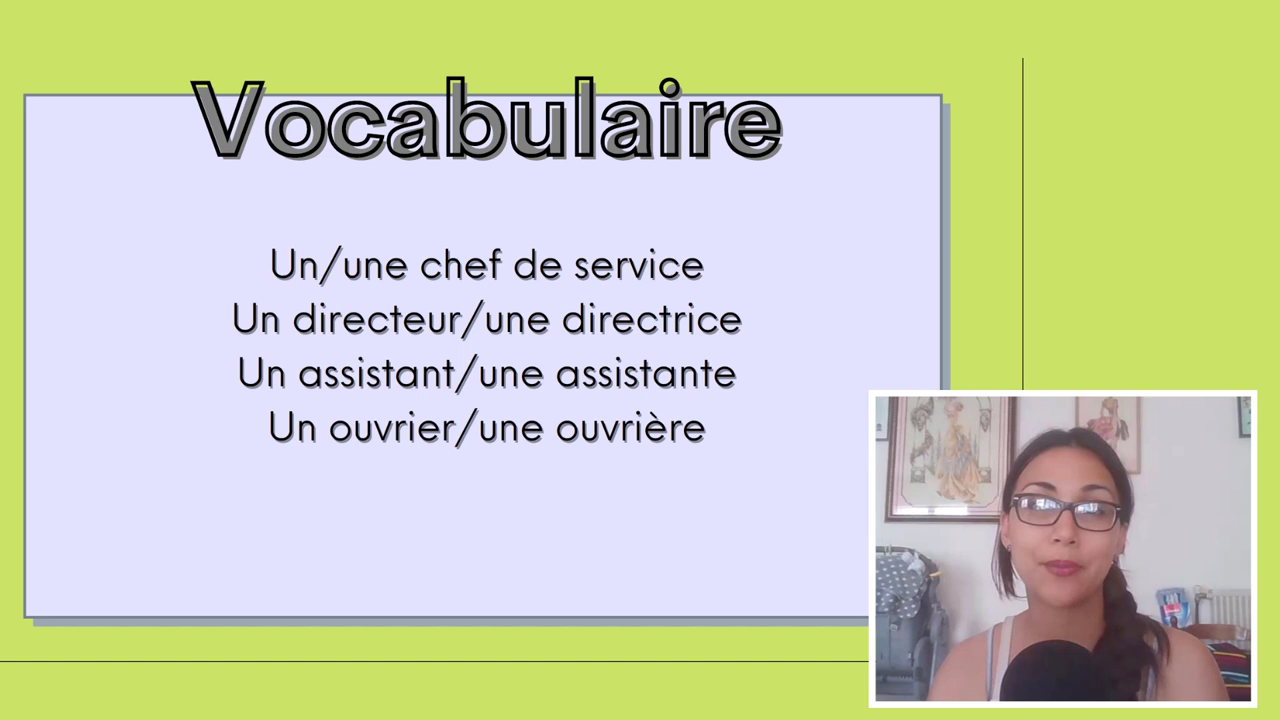 Vocabulaire
Un/une chef de service
Un directeur/une directrice
Un assistant/une assistante
Un ouvrier/une ouvrière